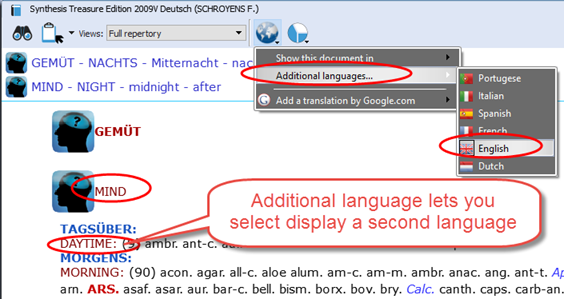 Synthesis Treasure Edition 2009V Deutsch (SCHROYENS F.)
Views: Full repertory
GEMÜT - NACHTS - Mitternacht - nac
MIND - NIGHT - midnight - after
Show this document in
Additional languages...
Add a translation by Google.com
Portugese
Italian
Spanish
French
English
Dutch
GEMÜT
MIND
Additional language lets you
select display a second language
TAGSÜBER:
DAYTIME: (9) ambr. ant-c.
MORGENS:
MORNING: (90) acon. agar. all-c. aloe alum. am-c. am-m. ambr. anac. ang. ant-t.
arn. ARS. asaf. asar. aur. bar-c. bell. bism. borx. bov. bry. Calc. canth. caps. carb-an.